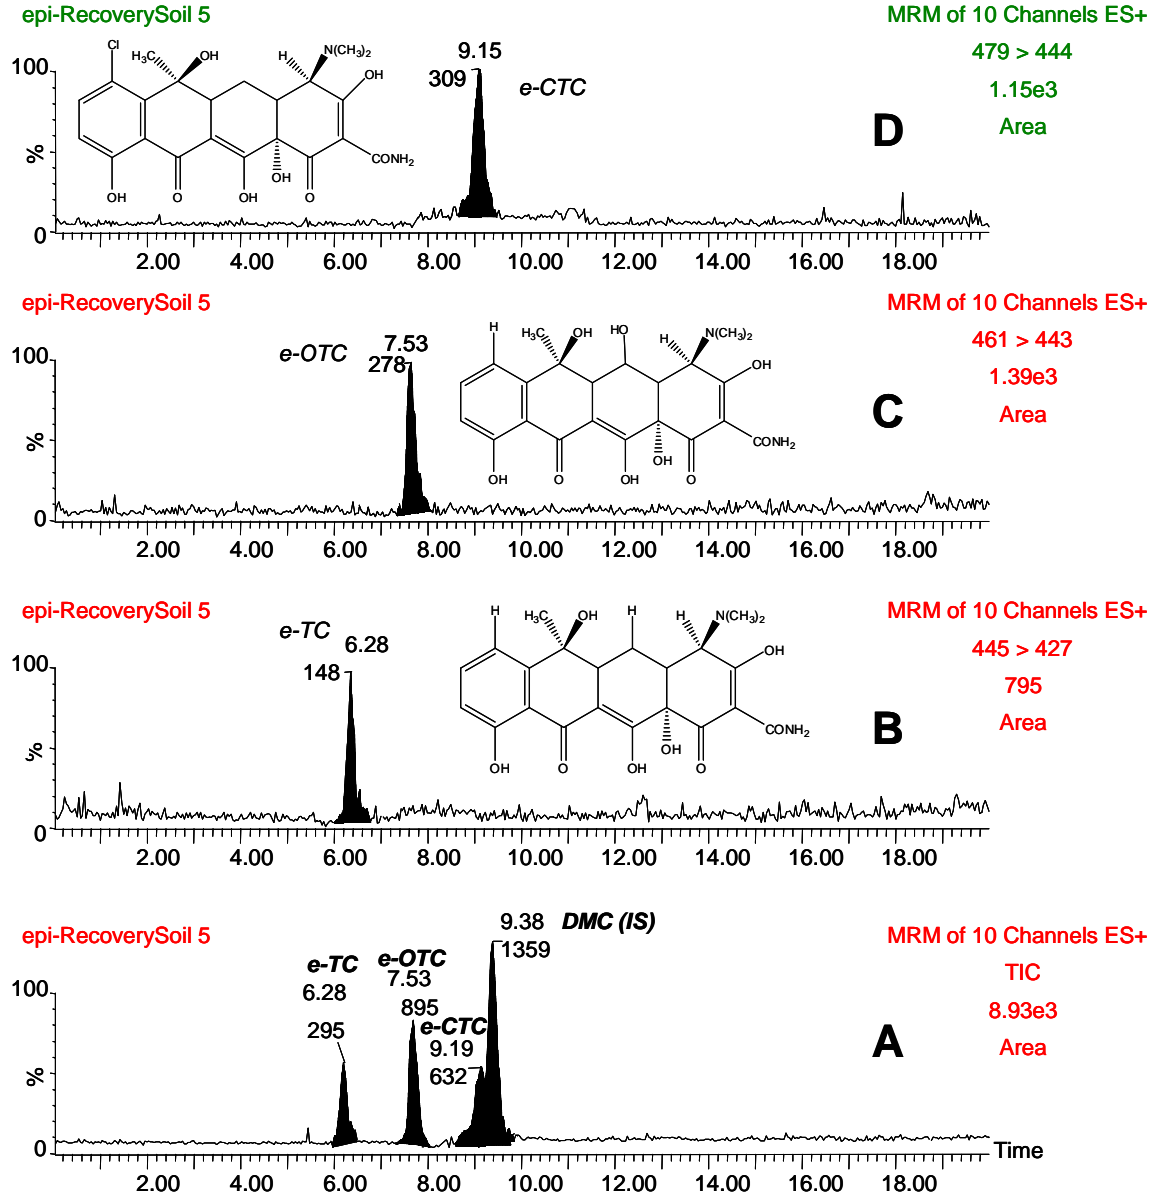 epi-RecoverySoil 5
MRM of 10 Channels ES+
479 > 444
1.15e3
Area
D
9.15
309
e-CTC
Cl
H₃C
OH
H
N(CH₃)₂
OH
CONH₂
OH
OH
O
OH
O
100
%
0
2.00 4.00 6.00 8.00 10.00 12.00 14.00 16.00 18.00
epi-RecoverySoil 5
MRM of 10 Channels ES+
461 > 443
1.39e3
Area
C
e-OTC
7.53
278
H
H₃C
OH
HO
H
N(CH₃)₂
OH
CONH₂
OH
OH
O
OH
O
100
%
0
2.00 4.00 6.00 8.00 10.00 12.00 14.00 16.00 18.00
epi-RecoverySoil 5
MRM of 10 Channels ES+
445 > 427
795
Area
B
e-TC
6.28
148
H
H₃C
OH
H
H
N(CH₃)₂
OH
CONH₂
OH
OH
O
OH
O
100
%
0
2.00 4.00 6.00 8.00 10.00 12.00 14.00 16.00 18.00
epi-RecoverySoil 5
MRM of 10 Channels ES+
TIC
8.93e3
Area
A
9.38 DMC (IS)
1359
e-TC
6.28
295
e-OTC
7.53
895
e-CTC
9.19
632
100
%
0
Time
2.00 4.00 6.00 8.00 10.00 12.00 14.00 16.00 18.00